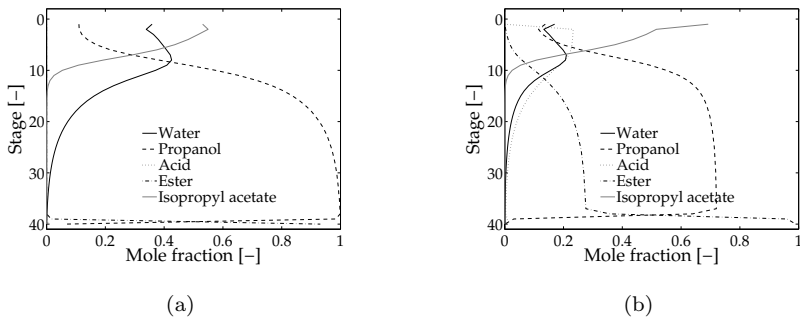 0
10
20
30
40
Stage [−]
Water
Propanol
Acid
Ester
Isopropyl acetate
0 0.2 0.4 0.6 0.8 1
Mole fraction [−]
(a)
0
10
20
30
40
Stage [−]
Water
Propanol
Acid
Ester
Isopropyl acetate
0 0.2 0.4 0.6 0.8 1
Mole fraction [−]
(b)